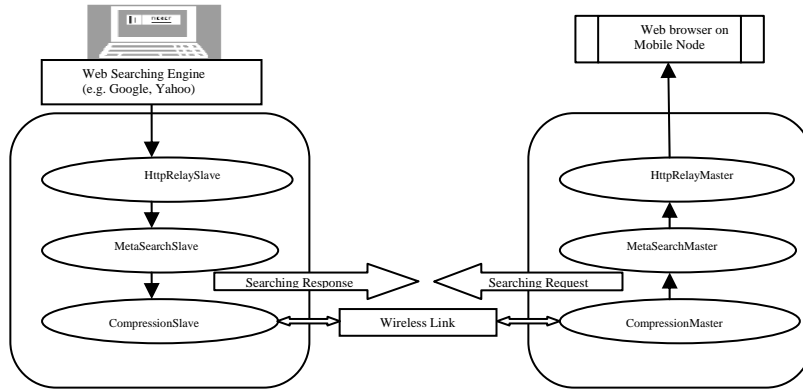 Web Searching Engine
(e.g. Google, Yahoo)
Web browser on
Mobile Node
HttpRelaySlave
HttpRelayMaster
MetaSearchSlave
MetaSearchMaster
Searching Response
Searching Request
CompressionSlave
Wireless Link
CompressionMaster